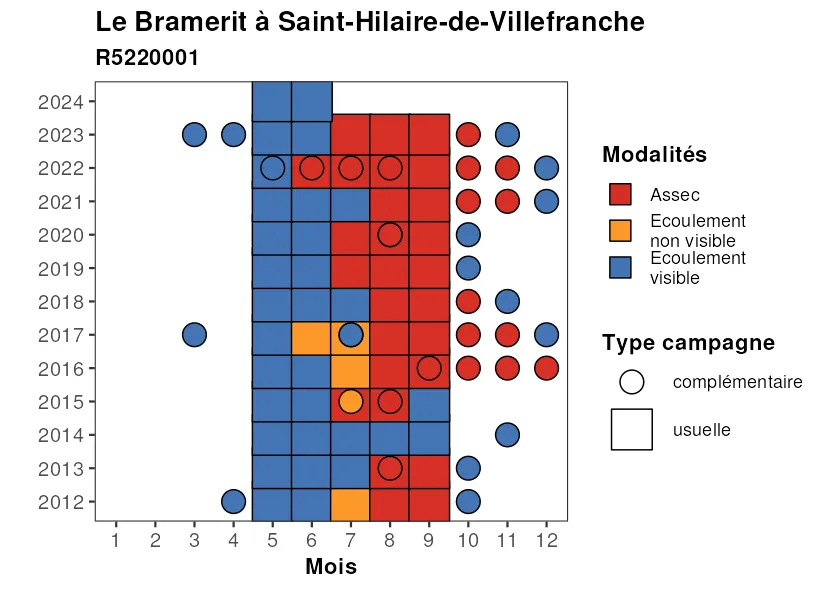 Le Bramerit à Saint-Hilaire-de-Villefranche
R5220001
2024
2023
2022
2021
2020
2019
2018
2017
2016
2015
2014
2013
2012
1 2 3 4 5 6 7 8 9 10 11 12
Mois
Modalités
Assec
Ecoulement
non visible
Ecoulement
visible
Type campagne
complémentaire
usuelle